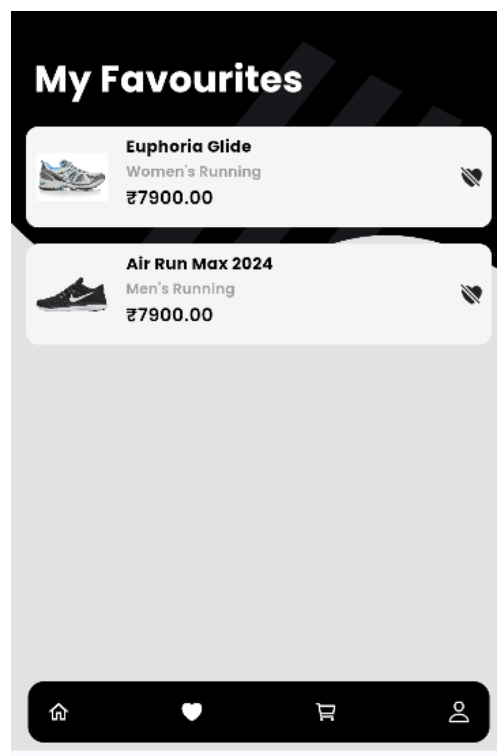 My Favourites
Euphoria Glide
Women's Running
₹7900.00
Air Run Max 2024
Men's Running
₹7900.00